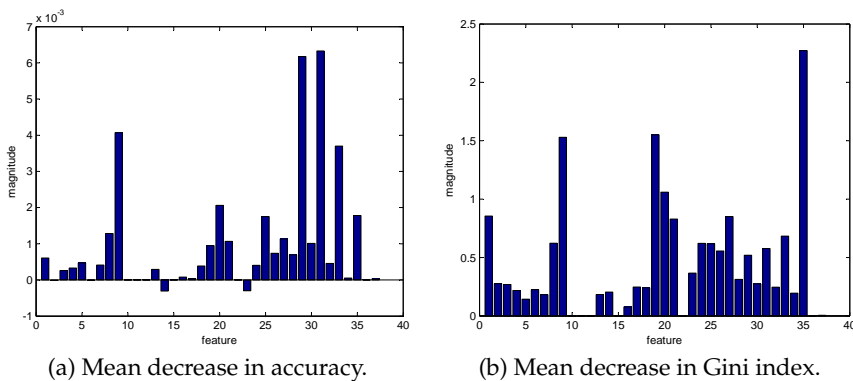 x 10^-3
7
6
5
4
3
2
1
0
-1
magnitude
0 5 10 15 20 25 30 35 40
feature
(a) Mean decrease in accuracy.
2.5
2
1.5
1
0.5
0
magnitude
0 5 10 15 20 25 30 35 40
feature
(b) Mean decrease in Gini index.